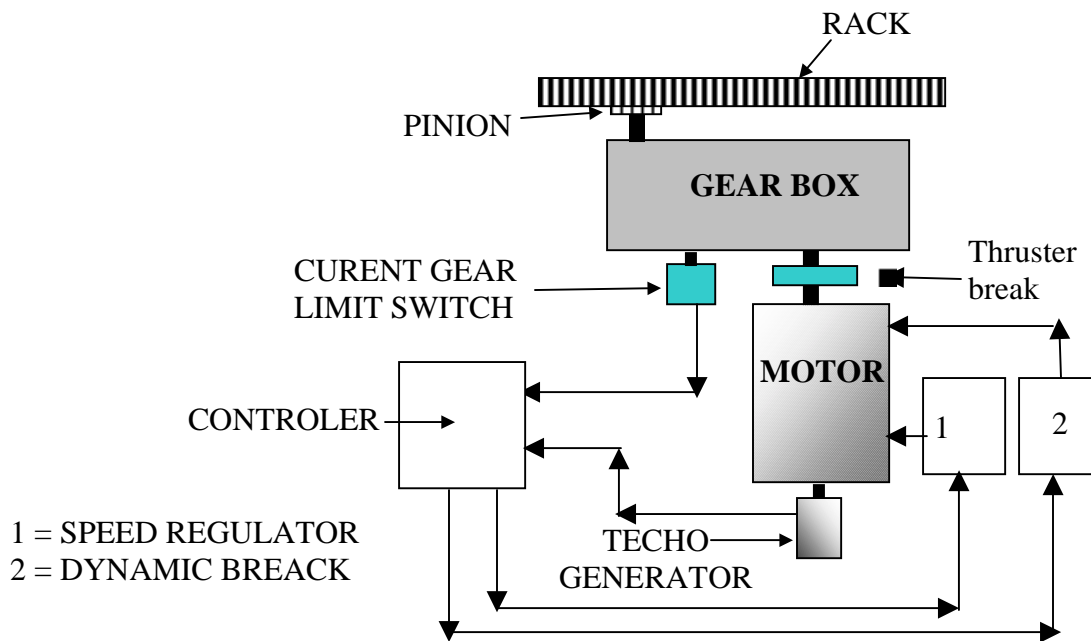 RACK
PINION
GEAR BOX
CURENT GEAR
LIMIT SWITCH
Thruster
break
MOTOR
CONTROLER
1
2
TECHO
GENERATOR
1 = SPEED REGULATOR
2 = DYNAMIC BREACK